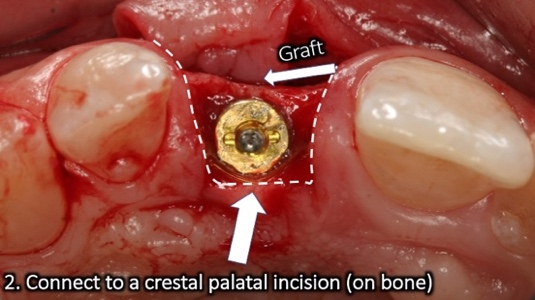 Graft
2. Connect to a crestal palatal incision (on bone)